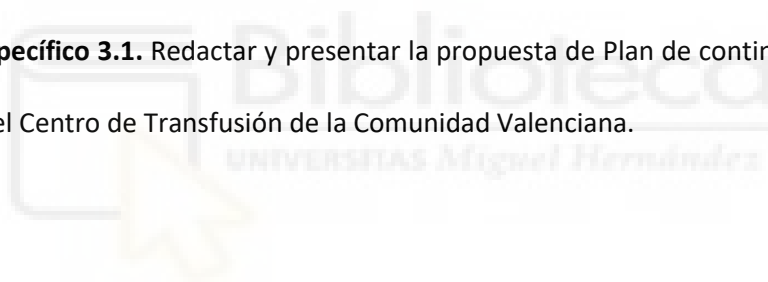 pecífico 3.1. Redactar y presentar la propuesta de Plan de contin
el Centro de Transfusión de la Comunidad Valenciana.
Biblioteca
UNIVERSITAS Miguel Hernández